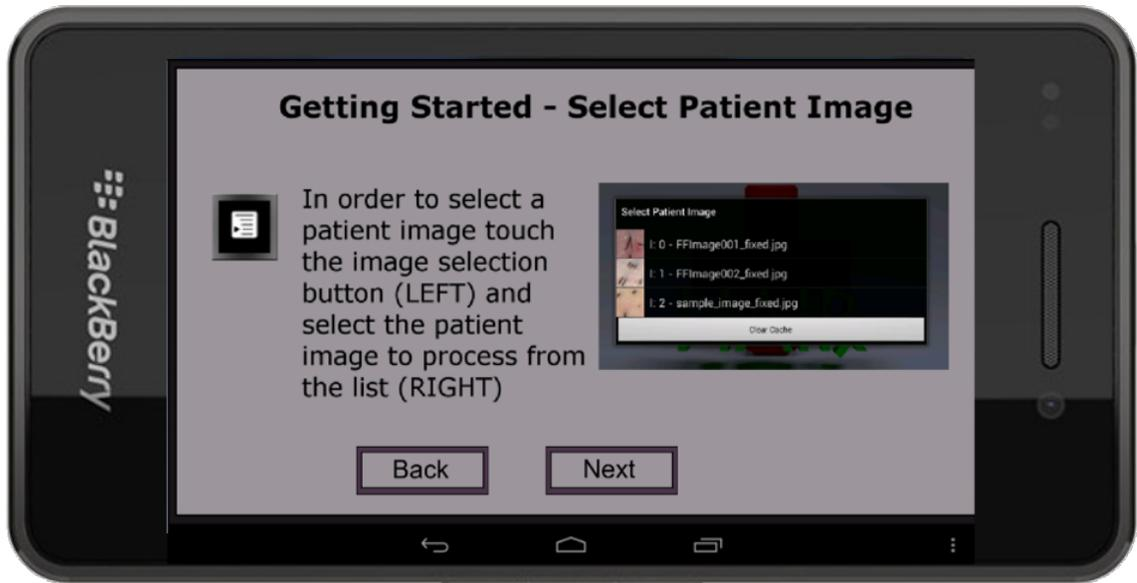 BlackBerry
Getting Started - Select Patient Image
In order to select a
patient image touch
the image selection
button (LEFT) and
select the patient
image to process from
the list (RIGHT)
Select Patient Image
I: 0 - FFImage001_fixed.jpg
I: 1 - FFImage002_fixed.jpg
I: 2 - sample_image_fixed.jpg
Clear Cache
Back
Next